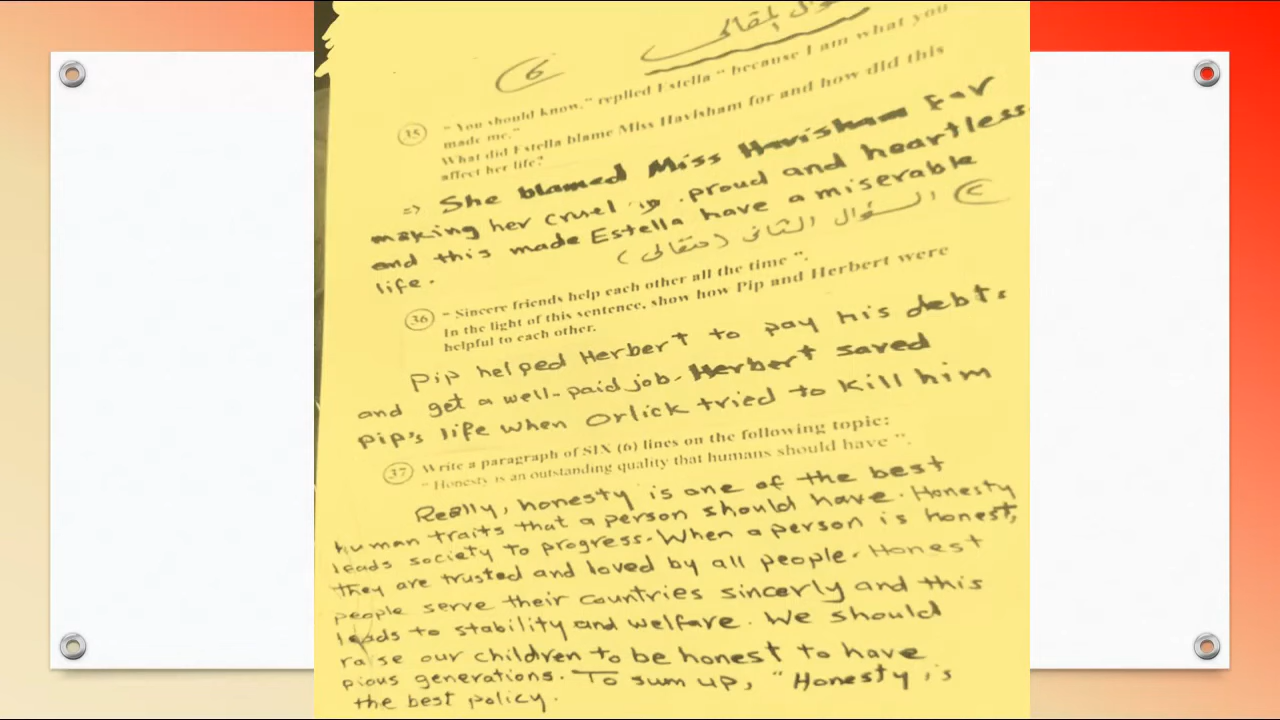 السؤال المقالى
6
35 " You should know," replied Estella " because I am what you
made me."
What did Estella blame Miss Havisham for and how did this
affect her life?
=> She blamed Miss Havisham For
making her cruel, proud and heartless
and this made Estella have a miserable
life.
السؤال الثانى (مقالى)
36 " Sincere friends help each other all the time ".
In the light of this sentence, show how Pip and Herbert were
helpful to each other.
Pip helped Herbert to pay his debts
and get a well-paid job. Herbert saved
Pip's life when Orlick tried to kill him
37 Write a paragraph of SIX (6) lines on the following topic:
" Honesty is an outstanding quality that humans should have ".
Really, honesty is one of the best
human traits that a person should have. Honesty
leads society to progress. When a person is honest,
they are trusted and loved by all people. Honest
people serve their countries sincerly and this
leads to stability and welfare. We should
raise our children to be honest to have
pious generations. To sum up, "Honesty is
the best policy.